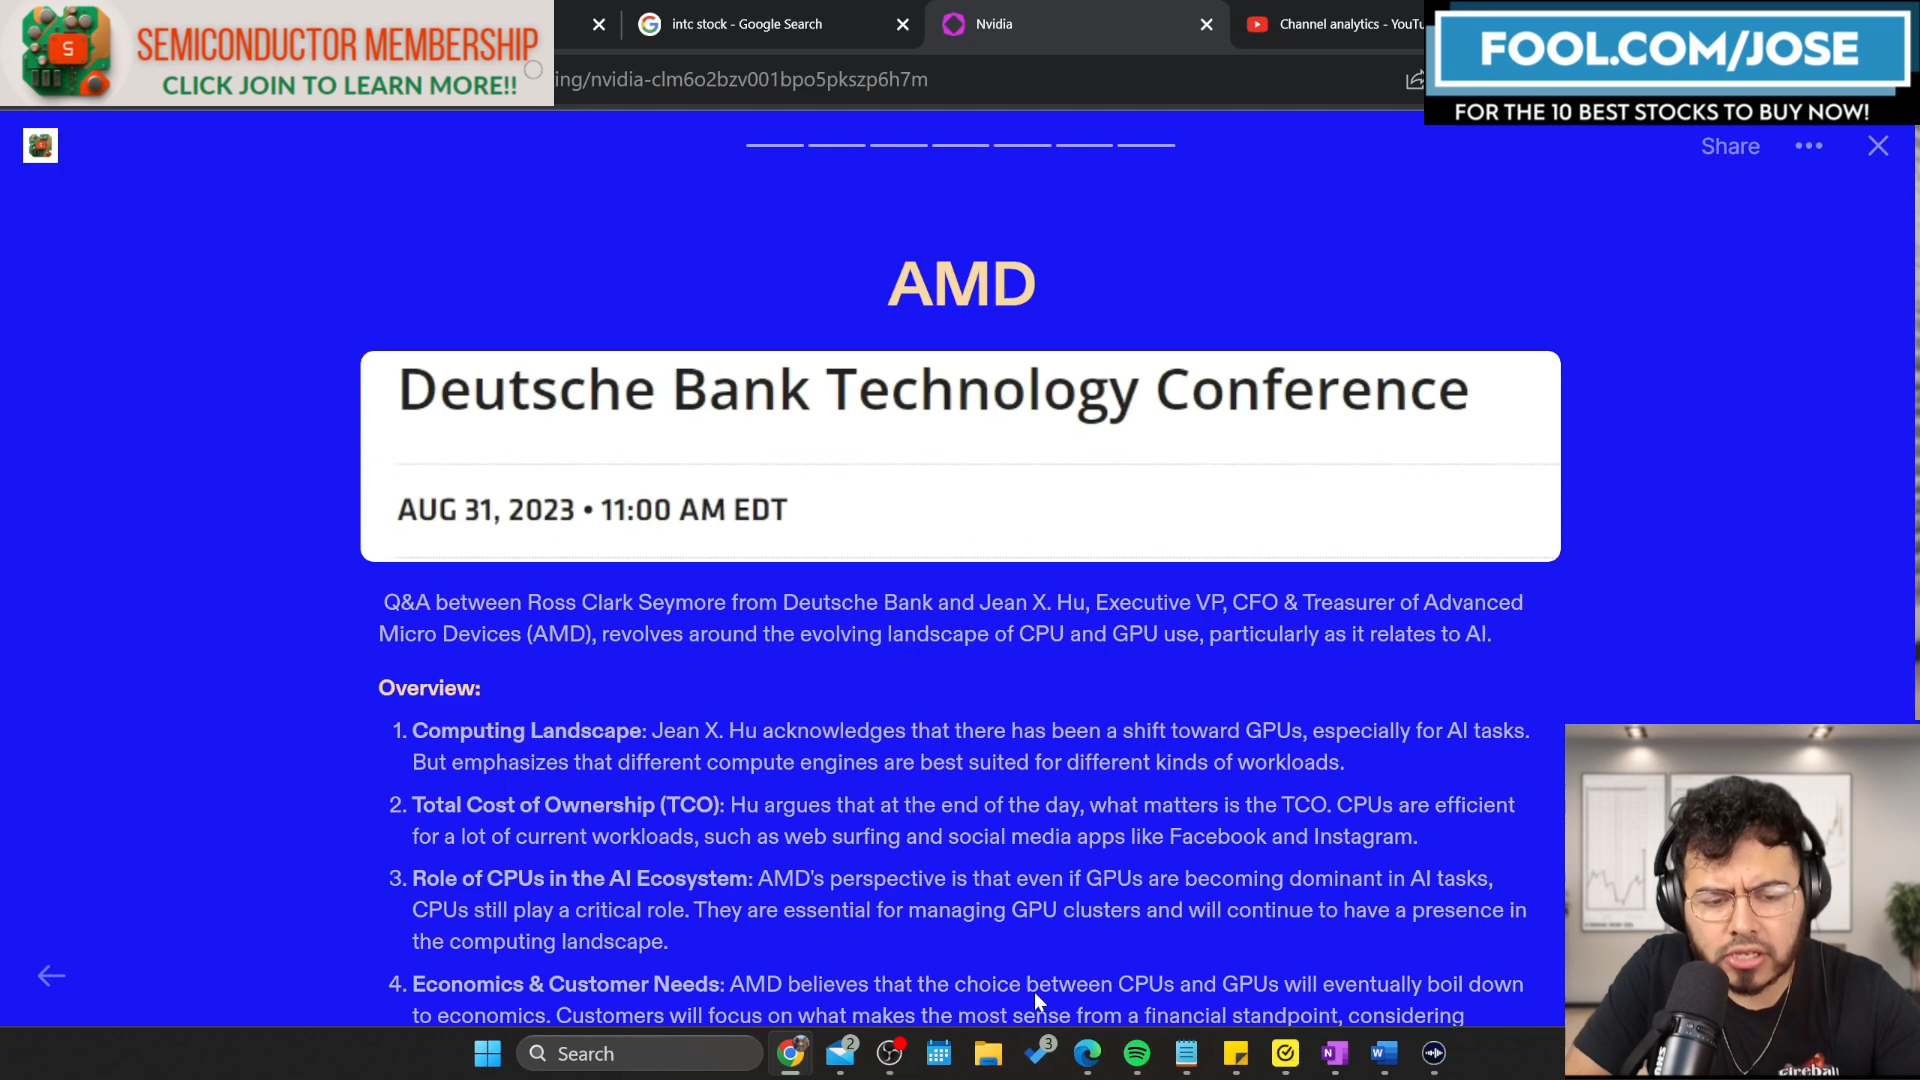 S
SEMICONDUCTOR MEMBERSHIP
CLICK JOIN TO LEARN MORE!!
intc stock - Google Search
Nvidia
Channel analytics - YouTu
FOOL.COM/JOSE
FOR THE 10 BEST STOCKS TO BUY NOW!
ing/nvidia-clm6o2bzv001bpo5pkszp6h7m
Share
AMD
Deutsche Bank Technology Conference
AUG 31, 2023 • 11:00 AM EDT
Q&A between Ross Clark Seymore from Deutsche Bank and Jean X. Hu, Executive VP, CFO & Treasurer of Advanced
Micro Devices (AMD), revolves around the evolving landscape of CPU and GPU use, particularly as it relates to AI.
Overview:
1. Computing Landscape: Jean X. Hu acknowledges that there has been a shift toward GPUs, especially for AI tasks.
But emphasizes that different compute engines are best suited for different kinds of workloads.
2. Total Cost of Ownership (TCO): Hu argues that at the end of the day, what matters is the TCO. CPUs are efficient
for a lot of current workloads, such as web surfing and social media apps like Facebook and Instagram.
3. Role of CPUs in the AI Ecosystem: AMD's perspective is that even if GPUs are becoming dominant in AI tasks,
CPUs still play a critical role. They are essential for managing GPU clusters and will continue to have a presence in
the computing landscape.
4. Economics & Customer Needs: AMD believes that the choice between CPUs and GPUs will eventually boil down
to economics. Customers will focus on what makes the most sense from a financial standpoint, considering
Search
2
3
N
W